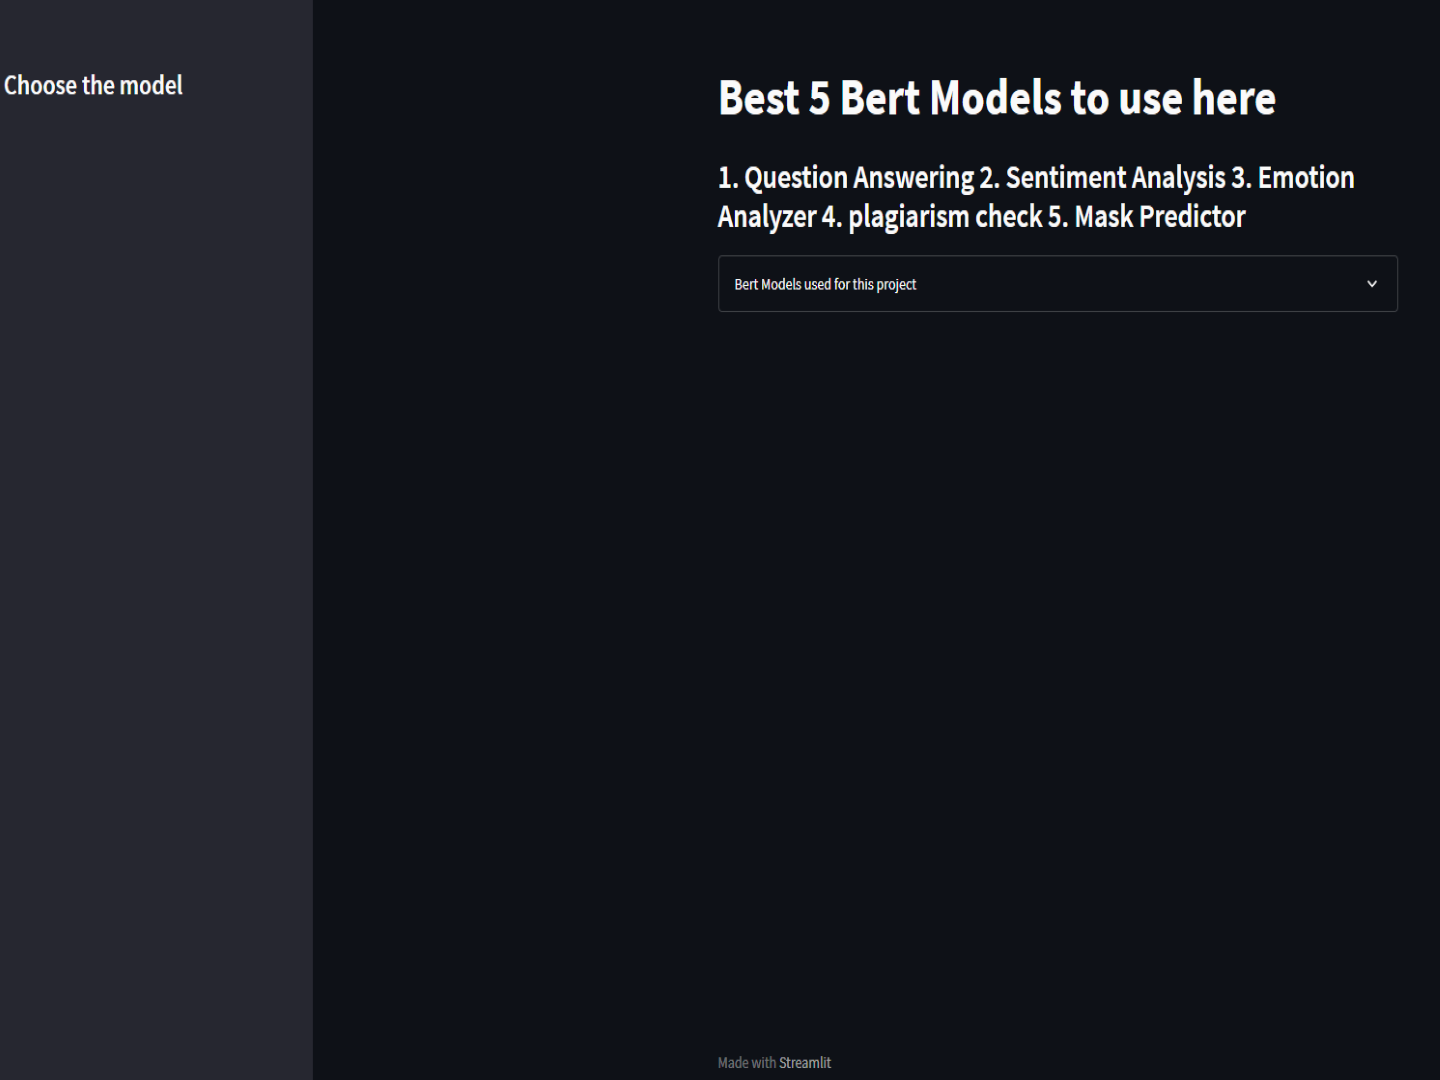 Choose the model
Best 5 Bert Models to use here
1. Question Answering 2. Sentiment Analysis 3. Emotion
Analyzer 4. plagiarism check 5. Mask Predictor
Bert Models used for this project
Made with Streamlit